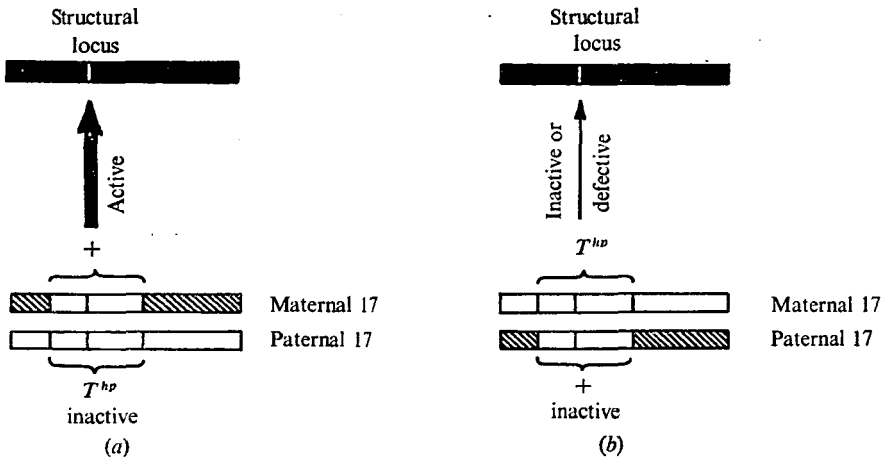 Structural
locus
Active
+
Maternal 17
Paternal 17
T^hp
inactive
(a)
Structural
locus
Inactive or
defective
T^hp
Maternal 17
Paternal 17
+
inactive
(b)